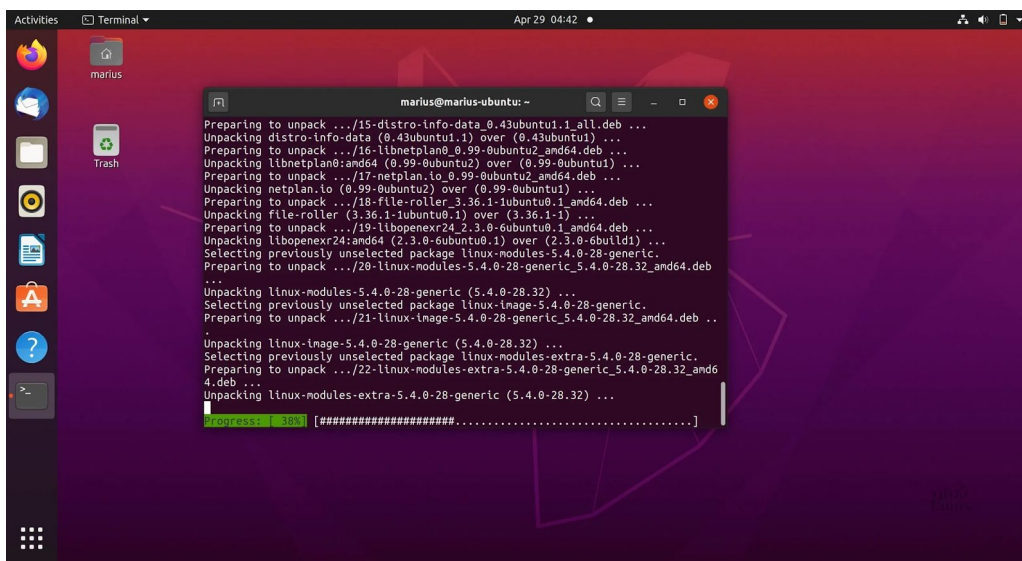 Activities
Terminal
Apr 29 04:42
marius
Trash
marius@marius-ubuntu: ~
Preparing to unpack .../15-distro-info-data_0.43ubuntu1.1_all.deb ...
Unpacking distro-info-data (0.43ubuntu1.1) over (0.43ubuntu1) ...
Preparing to unpack .../16-libnetplan0_0.99-0ubuntu2_amd64.deb ...
Unpacking libnetplan0:amd64 (0.99-0ubuntu2) over (0.99-0ubuntu1) ...
Preparing to unpack .../17-netplan.io_0.99-0ubuntu2_amd64.deb ...
Unpacking netplan.io (0.99-0ubuntu2) over (0.99-0ubuntu1) ...
Preparing to unpack .../18-file-roller_3.36.1-1ubuntu0.1_amd64.deb ...
Unpacking file-roller (3.36.1-1ubuntu0.1) over (3.36.1-1) ...
Preparing to unpack .../19-libopenexr24_2.3.0-6ubuntu0.1_amd64.deb ...
Unpacking libopenexr24:amd64 (2.3.0-6ubuntu0.1) over (2.3.0-6build1) ...
Selecting previously unselected package linux-modules-5.4.0-28-generic.
Preparing to unpack .../20-linux-modules-5.4.0-28-generic_5.4.0-28.32_amd64.deb
...
Unpacking linux-modules-5.4.0-28-generic (5.4.0-28.32) ...
Selecting previously unselected package linux-image-5.4.0-28-generic.
Preparing to unpack .../21-linux-image-5.4.0-28-generic_5.4.0-28.32_amd64.deb ..
.
Unpacking linux-image-5.4.0-28-generic (5.4.0-28.32) ...
Selecting previously unselected package linux-modules-extra-5.4.0-28-generic.
Preparing to unpack .../22-linux-modules-extra-5.4.0-28-generic_5.4.0-28.32_amd6
4.deb ...
Unpacking linux-modules-extra-5.4.0-28-generic (5.4.0-28.32) ...
Progress: [ 38%] [#####################.....................................]